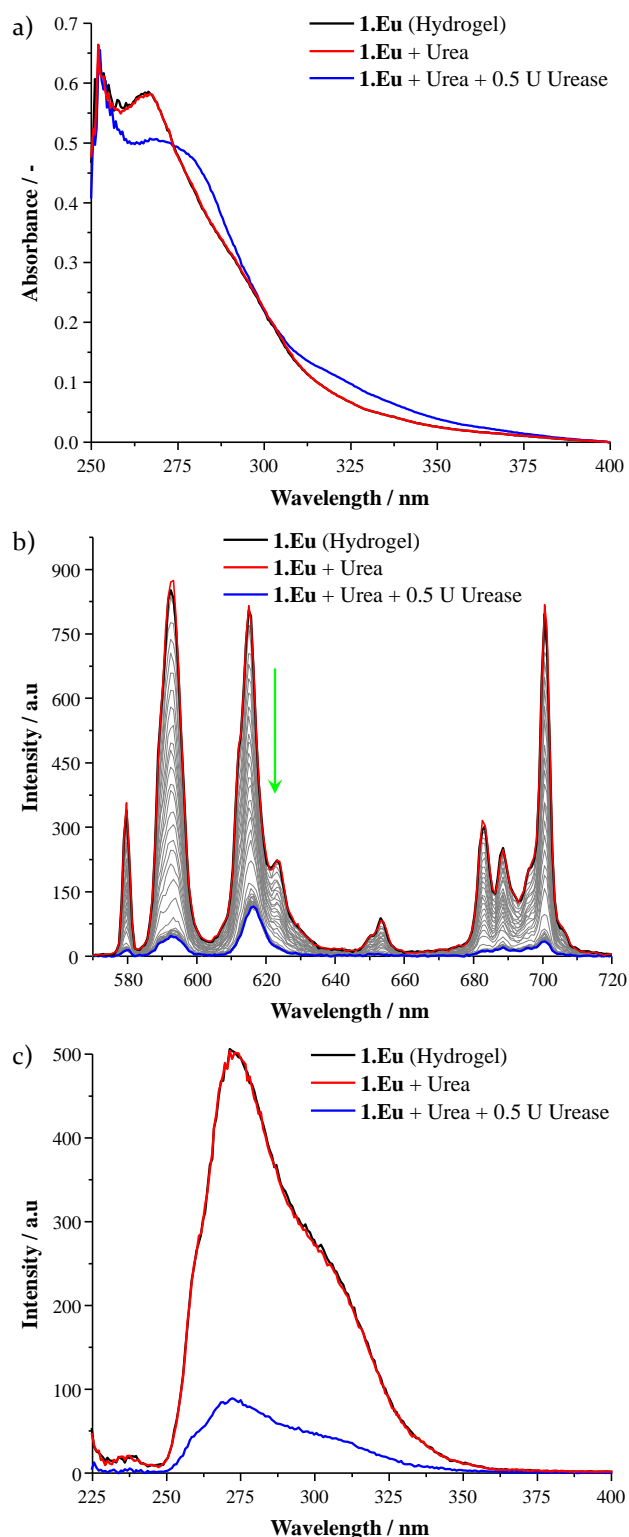 a)
1.Eu (Hydrogel)
1.Eu + Urea
1.Eu + Urea + 0.5 U Urease
Absorbance / -
0.7
0.6
0.5
0.4
0.3
0.2
0.1
0.0
250 275 300 325 350 375 400
Wavelength / nm
b)
1.Eu (Hydrogel)
1.Eu + Urea
1.Eu + Urea + 0.5 U Urease
Intensity / a.u
900
750
600
450
300
150
0
580 600 620 640 660 680 700 720
Wavelength / nm
c)
1.Eu (Hydrogel)
1.Eu + Urea
1.Eu + Urea + 0.5 U Urease
Intensity / a.u
500
400
300
200
100
0
225 250 275 300 325 350 375 400
Wavelength / nm